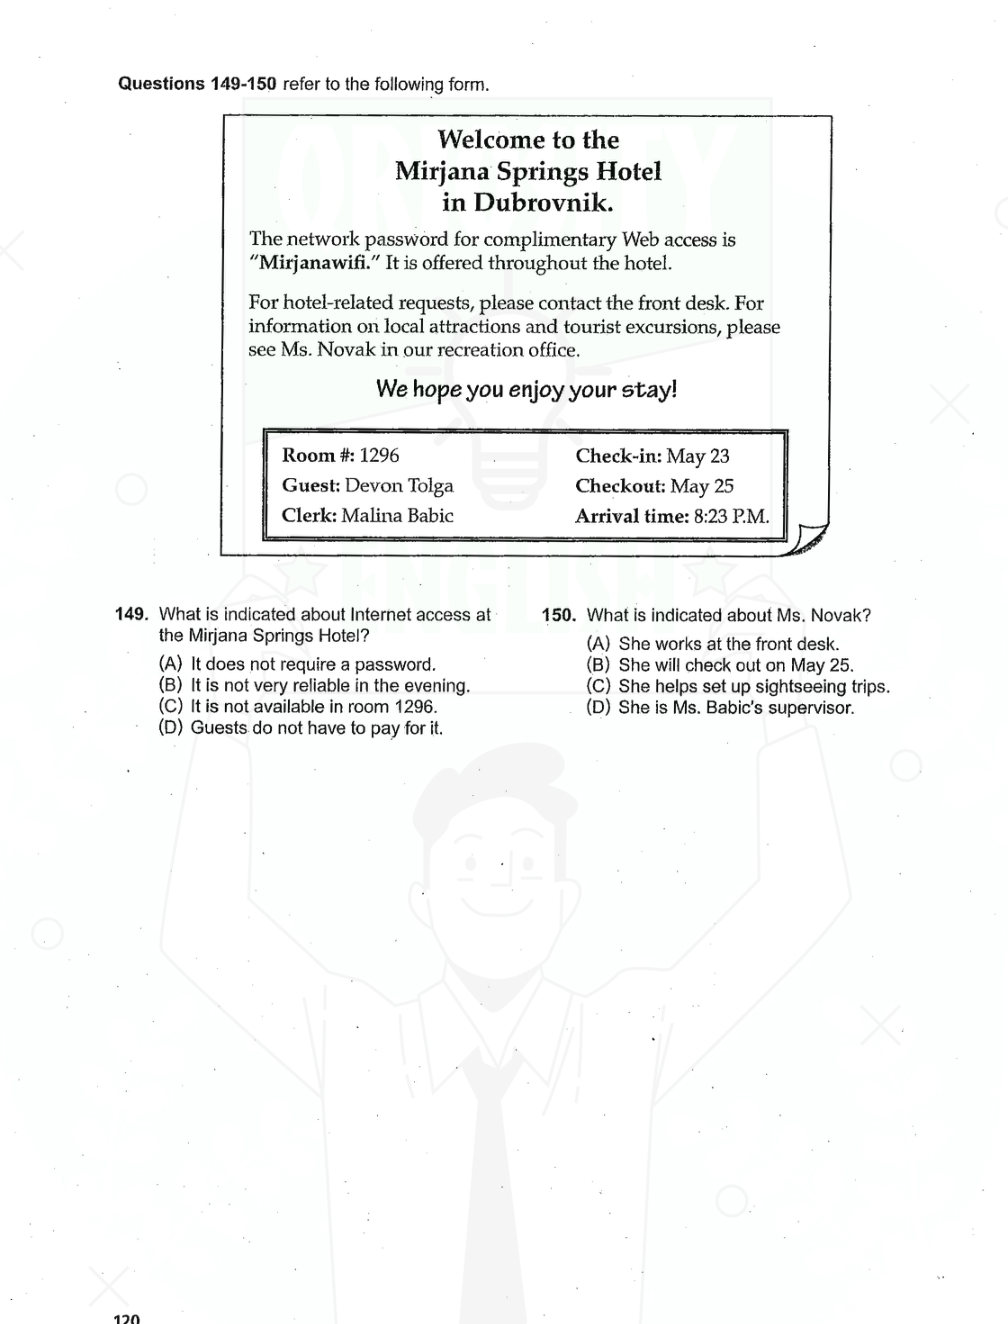 Questions 149-150 refer to the following form.
Welcome to the
Mirjana Springs Hotel
in Dubrovnik.
The network password for complimentary Web access is
“Mirjanawifi.” It is offered throughout the hotel.
For hotel-related requests, please contact the front desk. For
information on local attractions and tourist excursions, please
see Ms. Novak in our recreation office.
We hope you enjoy your stay!
Room #: 1296
Guest: Devon Tolga
Clerk: Malina Babic
Check-in: May 23
Checkout: May 25
Arrival time: 8:23 P.M.
149. What is indicated about Internet access at
the Mirjana Springs Hotel?
(A) It does not require a password.
(B) It is not very reliable in the evening.
(C) It is not available in room 1296.
(D) Guests do not have to pay for it.
150. What is indicated about Ms. Novak?
(A) She works at the front desk.
(B) She will check out on May 25.
(C) She helps set up sightseeing trips.
(D) She is Ms. Babic's supervisor.
120